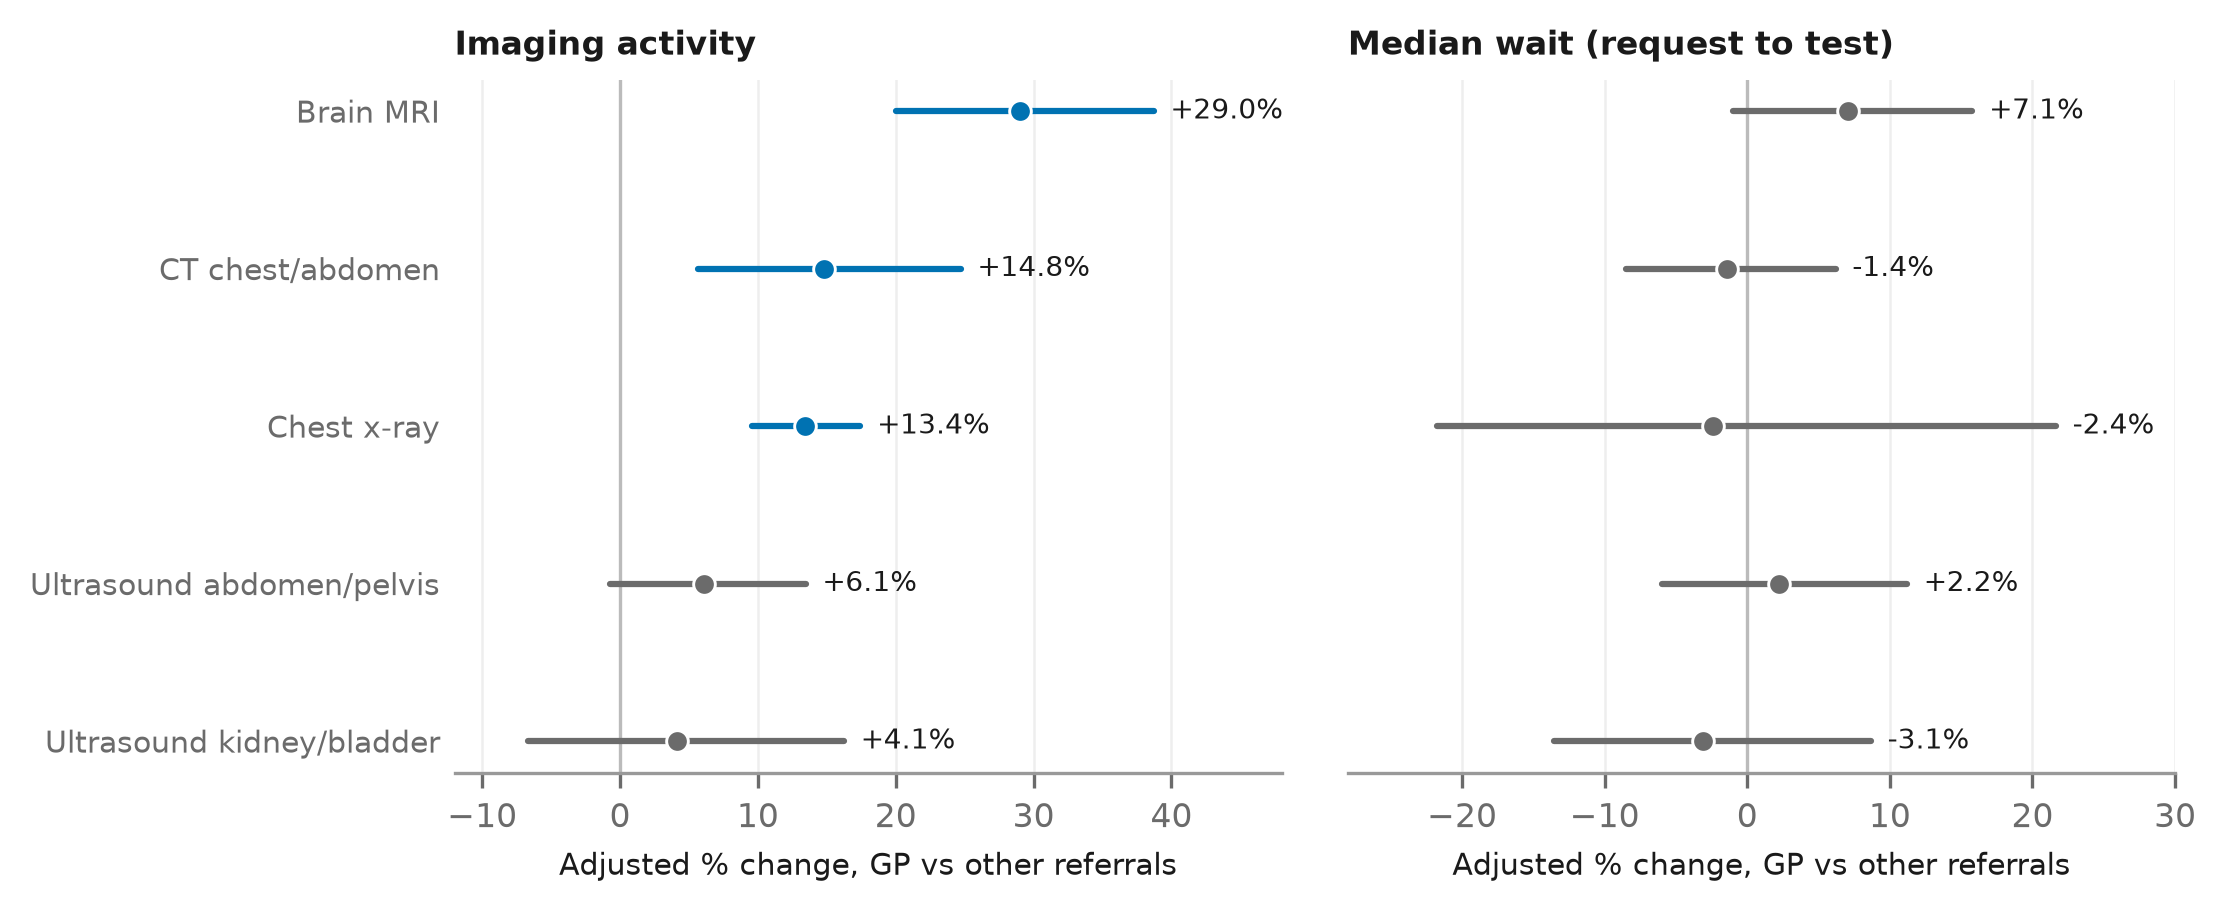 Imaging activity
Median wait (request to test)
Brain MRI
+29.0%
+7.1%
CT chest/abdomen
+14.8%
-1.4%
Chest x-ray
+13.4%
-2.4%
Ultrasound abdomen/pelvis
+6.1%
+2.2%
Ultrasound kidney/bladder
+4.1%
-3.1%
−10 0 10 20 30 40
−20 −10 0 10 20 30
Adjusted % change, GP vs other referrals
Adjusted % change, GP vs other referrals